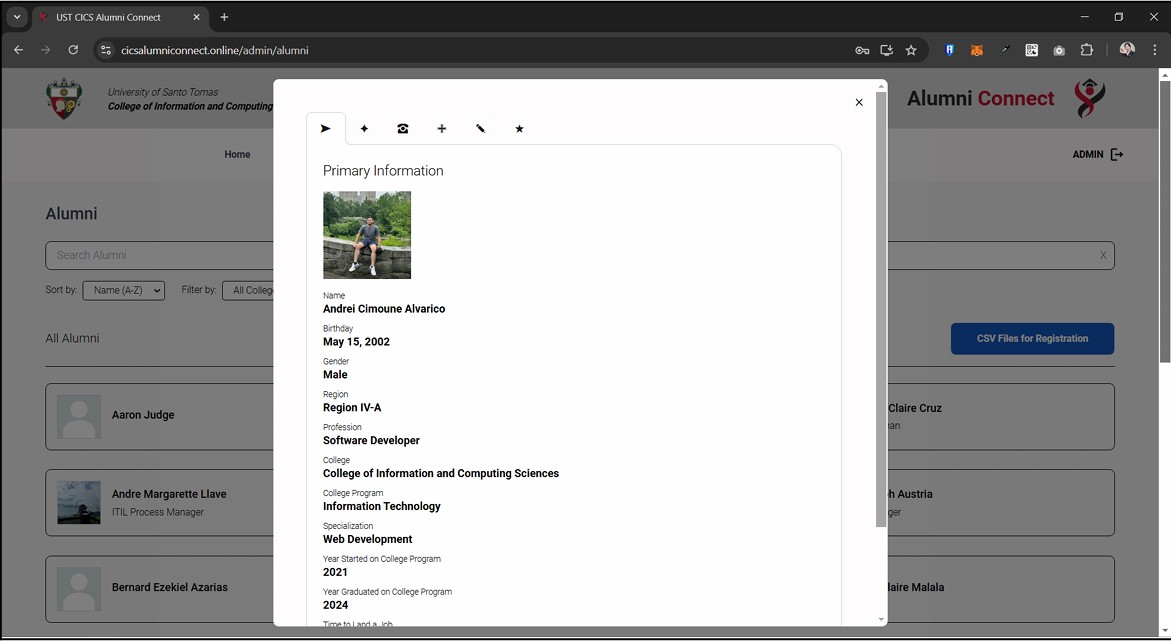 UST CICS Alumni Connect
cicsalumniconnect.online/admin/alumni
University of Santo Tomas
College of Information and Computing
Alumni Connect
Home
ADMIN
Alumni
Search Alumni
X
Sort by: Name (A-Z) Filter by: All Colleg
All Alumni
CSV Files for Registration
Aaron Judge
Andre Margarette Llave
ITIL Process Manager
Bernard Ezekiel Azarias
Primary Information
Name
Andrei Cimoune Alvarico
Birthday
May 15, 2002
Gender
Male
Region
Region IV-A
Profession
Software Developer
College
College of Information and Computing Sciences
College Program
Information Technology
Specialization
Web Development
Year Started on College Program
2021
Year Graduated on College Program
2024
Time to Land a Job
Claire Cruz
an
h Austria
ger
laire Malala